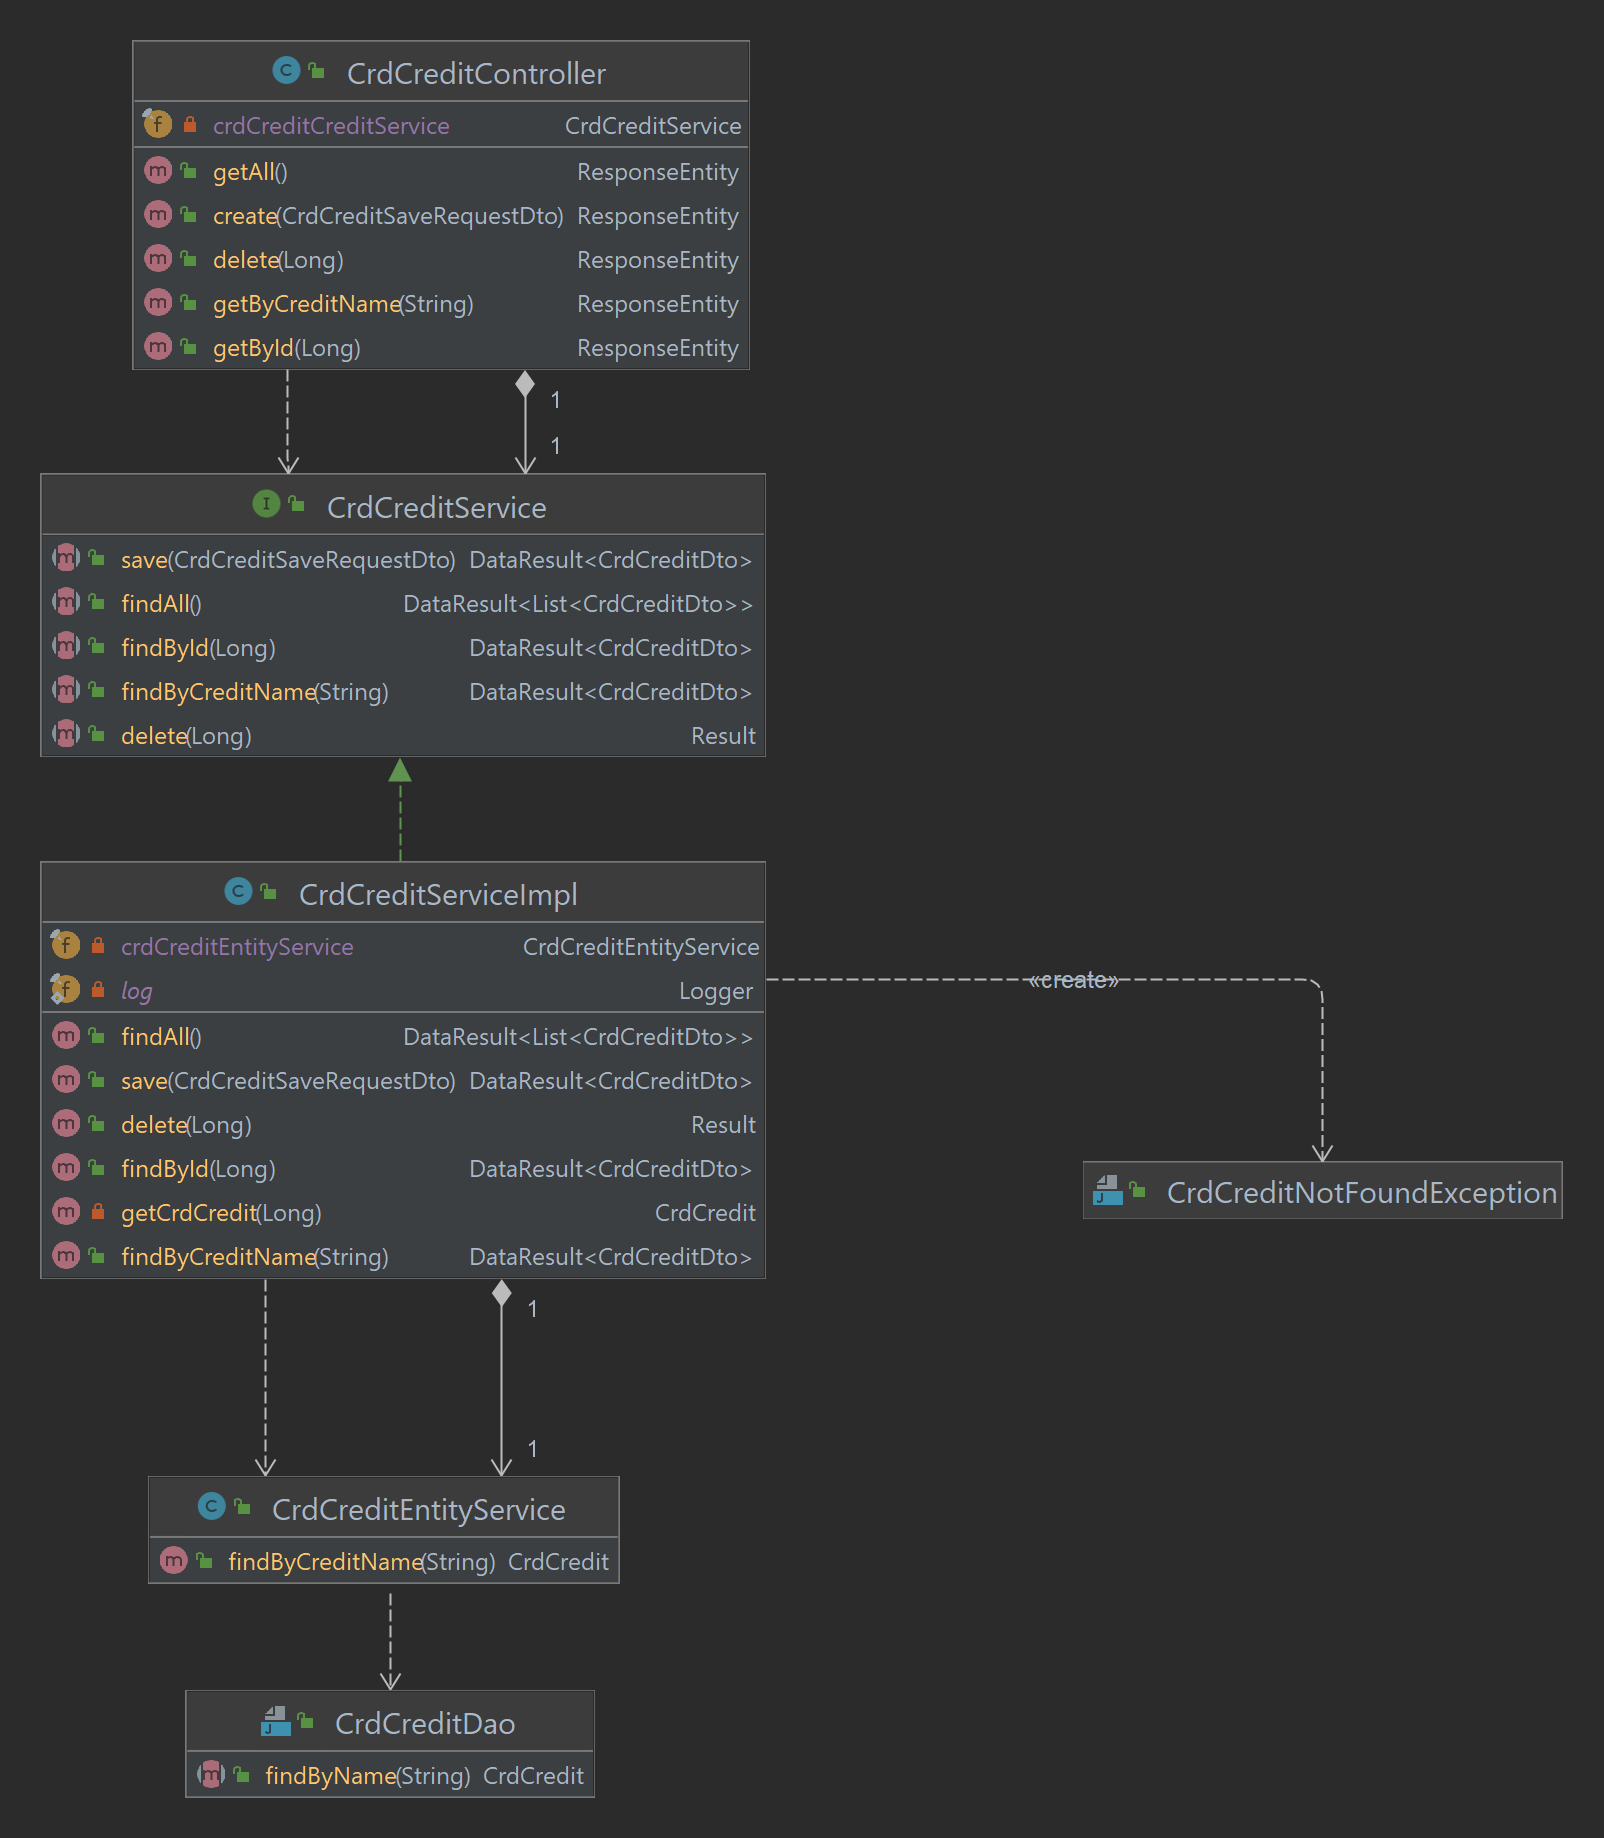 CrdCreditController
crdCreditCreditService CrdCreditService
getAll() ResponseEntity
create(CrdCreditSaveRequestDto) ResponseEntity
delete(Long) ResponseEntity
getByCreditName(String) ResponseEntity
getById(Long) ResponseEntity
1
1
CrdCreditService
save(CrdCreditSaveRequestDto) DataResult<CrdCreditDto>
findAll() DataResult<List<CrdCreditDto>>
findById(Long) DataResult<CrdCreditDto>
findByCreditName(String) DataResult<CrdCreditDto>
delete(Long) Result
CrdCreditServiceImpl
crdCreditEntityService CrdCreditEntityService
log Logger
findAll() DataResult<List<CrdCreditDto>>
save(CrdCreditSaveRequestDto) DataResult<CrdCreditDto>
delete(Long) Result
findById(Long) DataResult<CrdCreditDto>
getCrdCredit(Long) CrdCredit
findByCreditName(String) DataResult<CrdCreditDto>
«create»
CrdCreditNotFoundException
1
1
CrdCreditEntityService
findByCreditName(String) CrdCredit
CrdCreditDao
findByName(String) CrdCredit